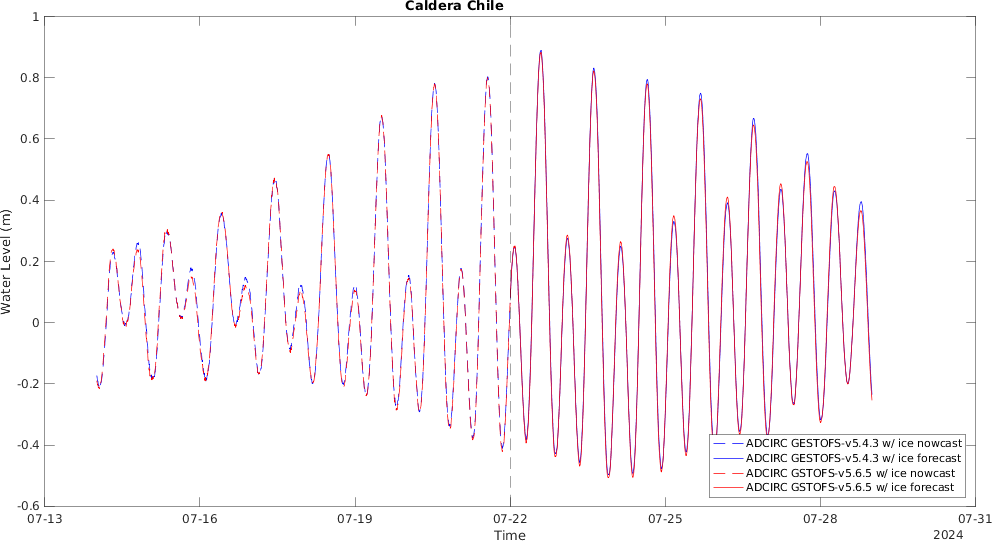 Caldera Chile
Water Level (m)
1
0.8
0.6
0.4
0.2
0
-0.2
-0.4
-0.6
ADCIRC GESTOFS-v5.4.3 w/ ice nowcast
ADCIRC GESTOFS-v5.4.3 w/ ice forecast
ADCIRC GSTOFS-v5.6.5 w/ ice nowcast
ADCIRC GSTOFS-v5.6.5 w/ ice forecast
07-13 07-16 07-19 07-22 07-25 07-28 07-31
Time
2024